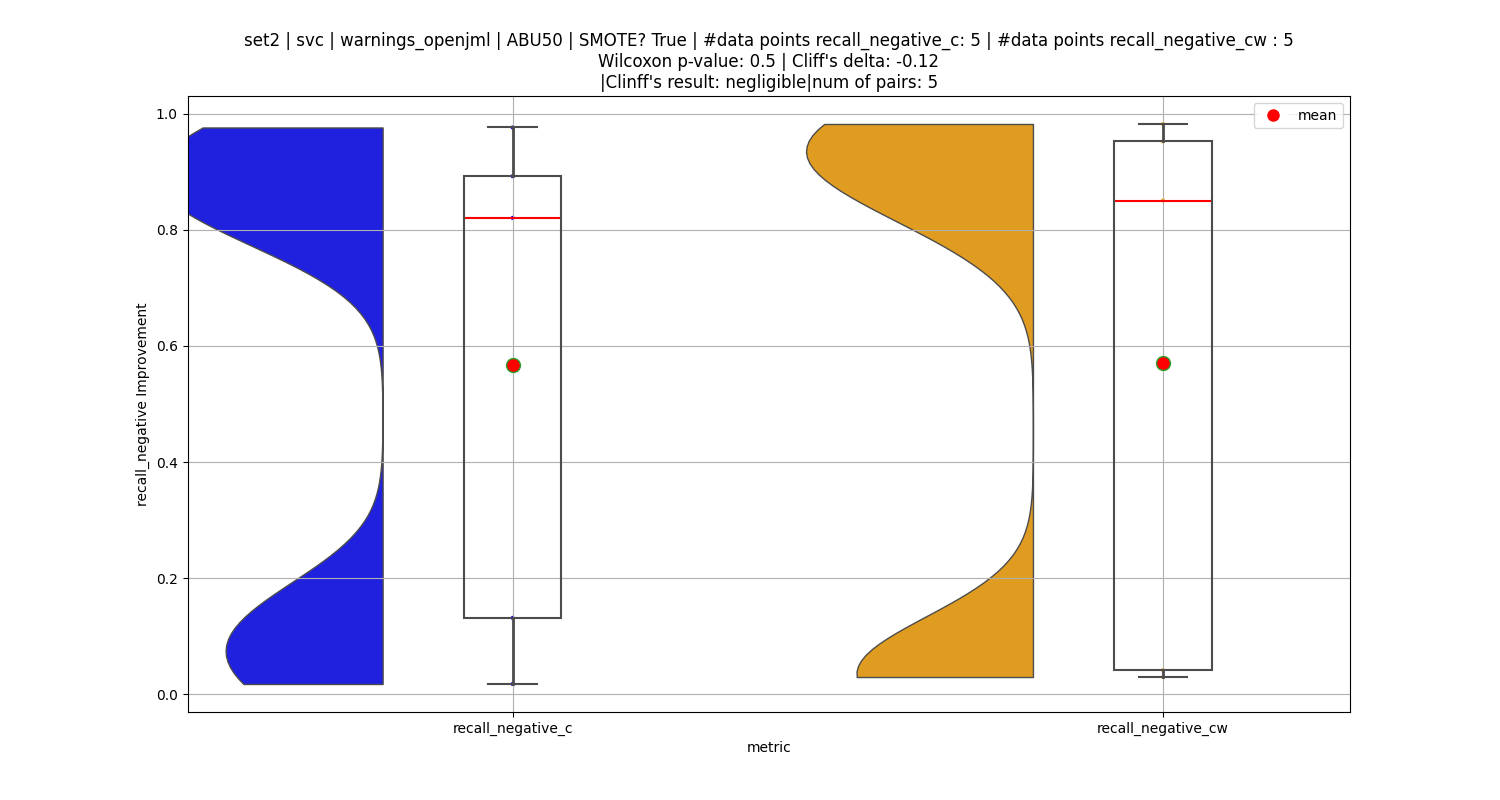 set2 | svc | warnings_openjml | ABU50 | SMOTE? True | #data points recall_negative_c: 5 | #data points recall_negative_cw : 5
Wilcoxon p-value: 0.5 | Cliff's delta: -0.12
|Clinff's result: negligible|num of pairs: 5
mean
1.0
0.8
0.6
0.4
0.2
0.0
recall_negative Improvement
recall_negative_c
recall_negative_cw
metric